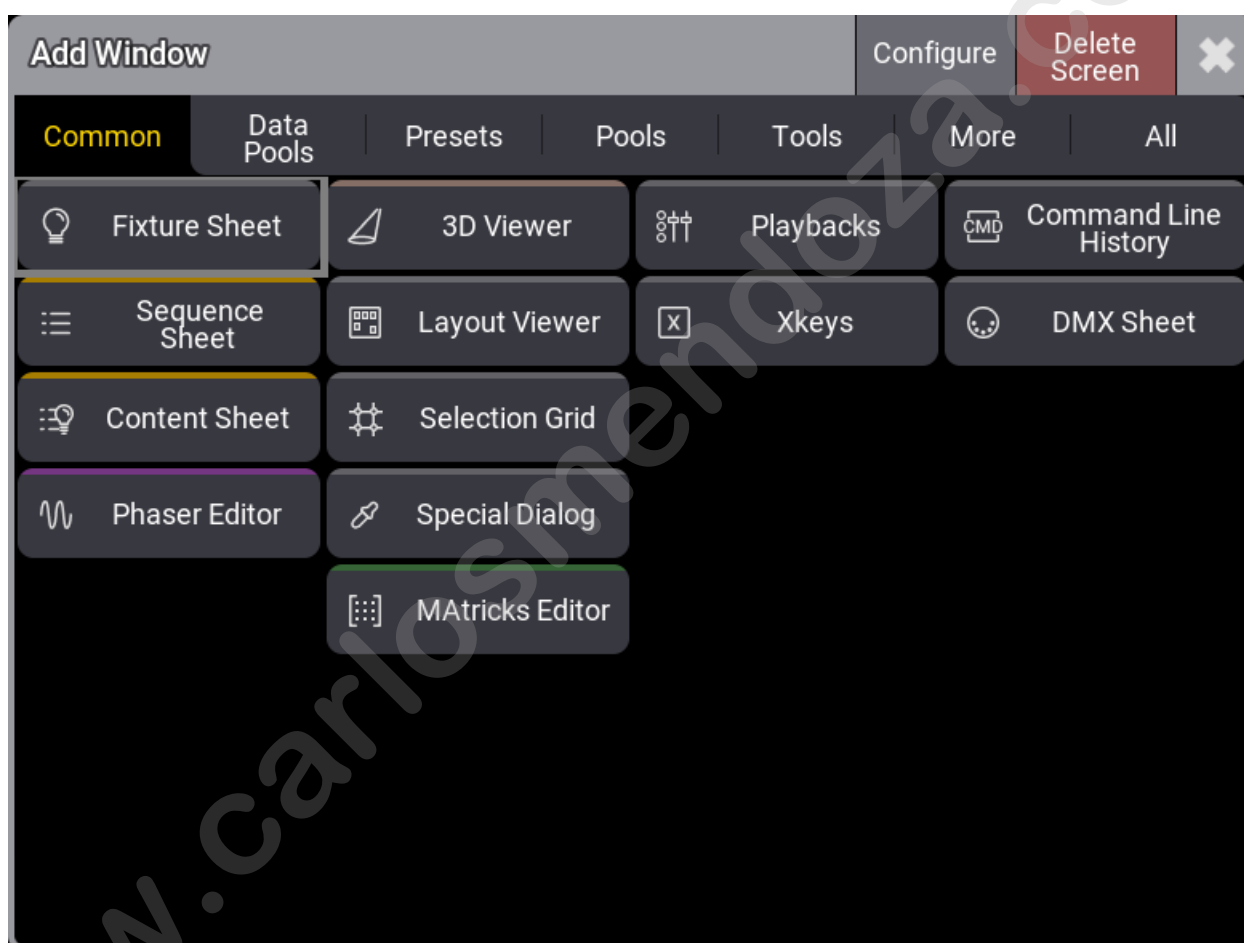 Add Window
Configure
Delete
Screen
Common
Data
Pools
Presets
Pools
Tools
More
All
Fixture Sheet
3D Viewer
Playbacks
CMD
Command Line
History
Sequence
Sheet
Layout Viewer
X
Xkeys
DMX Sheet
Content Sheet
Selection Grid
Phaser Editor
Special Dialog
MAtricks Editor
w.carlosmendoza.c